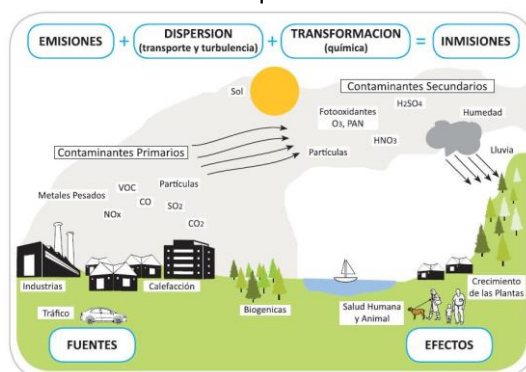 EMISIONES + DISPERSION + TRANSFORMACION = INMISIONES
(transporte y turbulencia)
(química)
Sol
Contaminantes Secundarios
H2SO4
Fotooxidantes
O3, PAN
Humedad
HNO3
Contaminantes Primarios
Partículas
Lluvia
Metales Pesados
VOC
Partículas
CO
NOx
SO2
CO2
Industrias
Calefacción
Crecimiento
de las Plantas
Tráfico
Biogenicas
Salud Humana
y Animal
FUENTES
EFECTOS